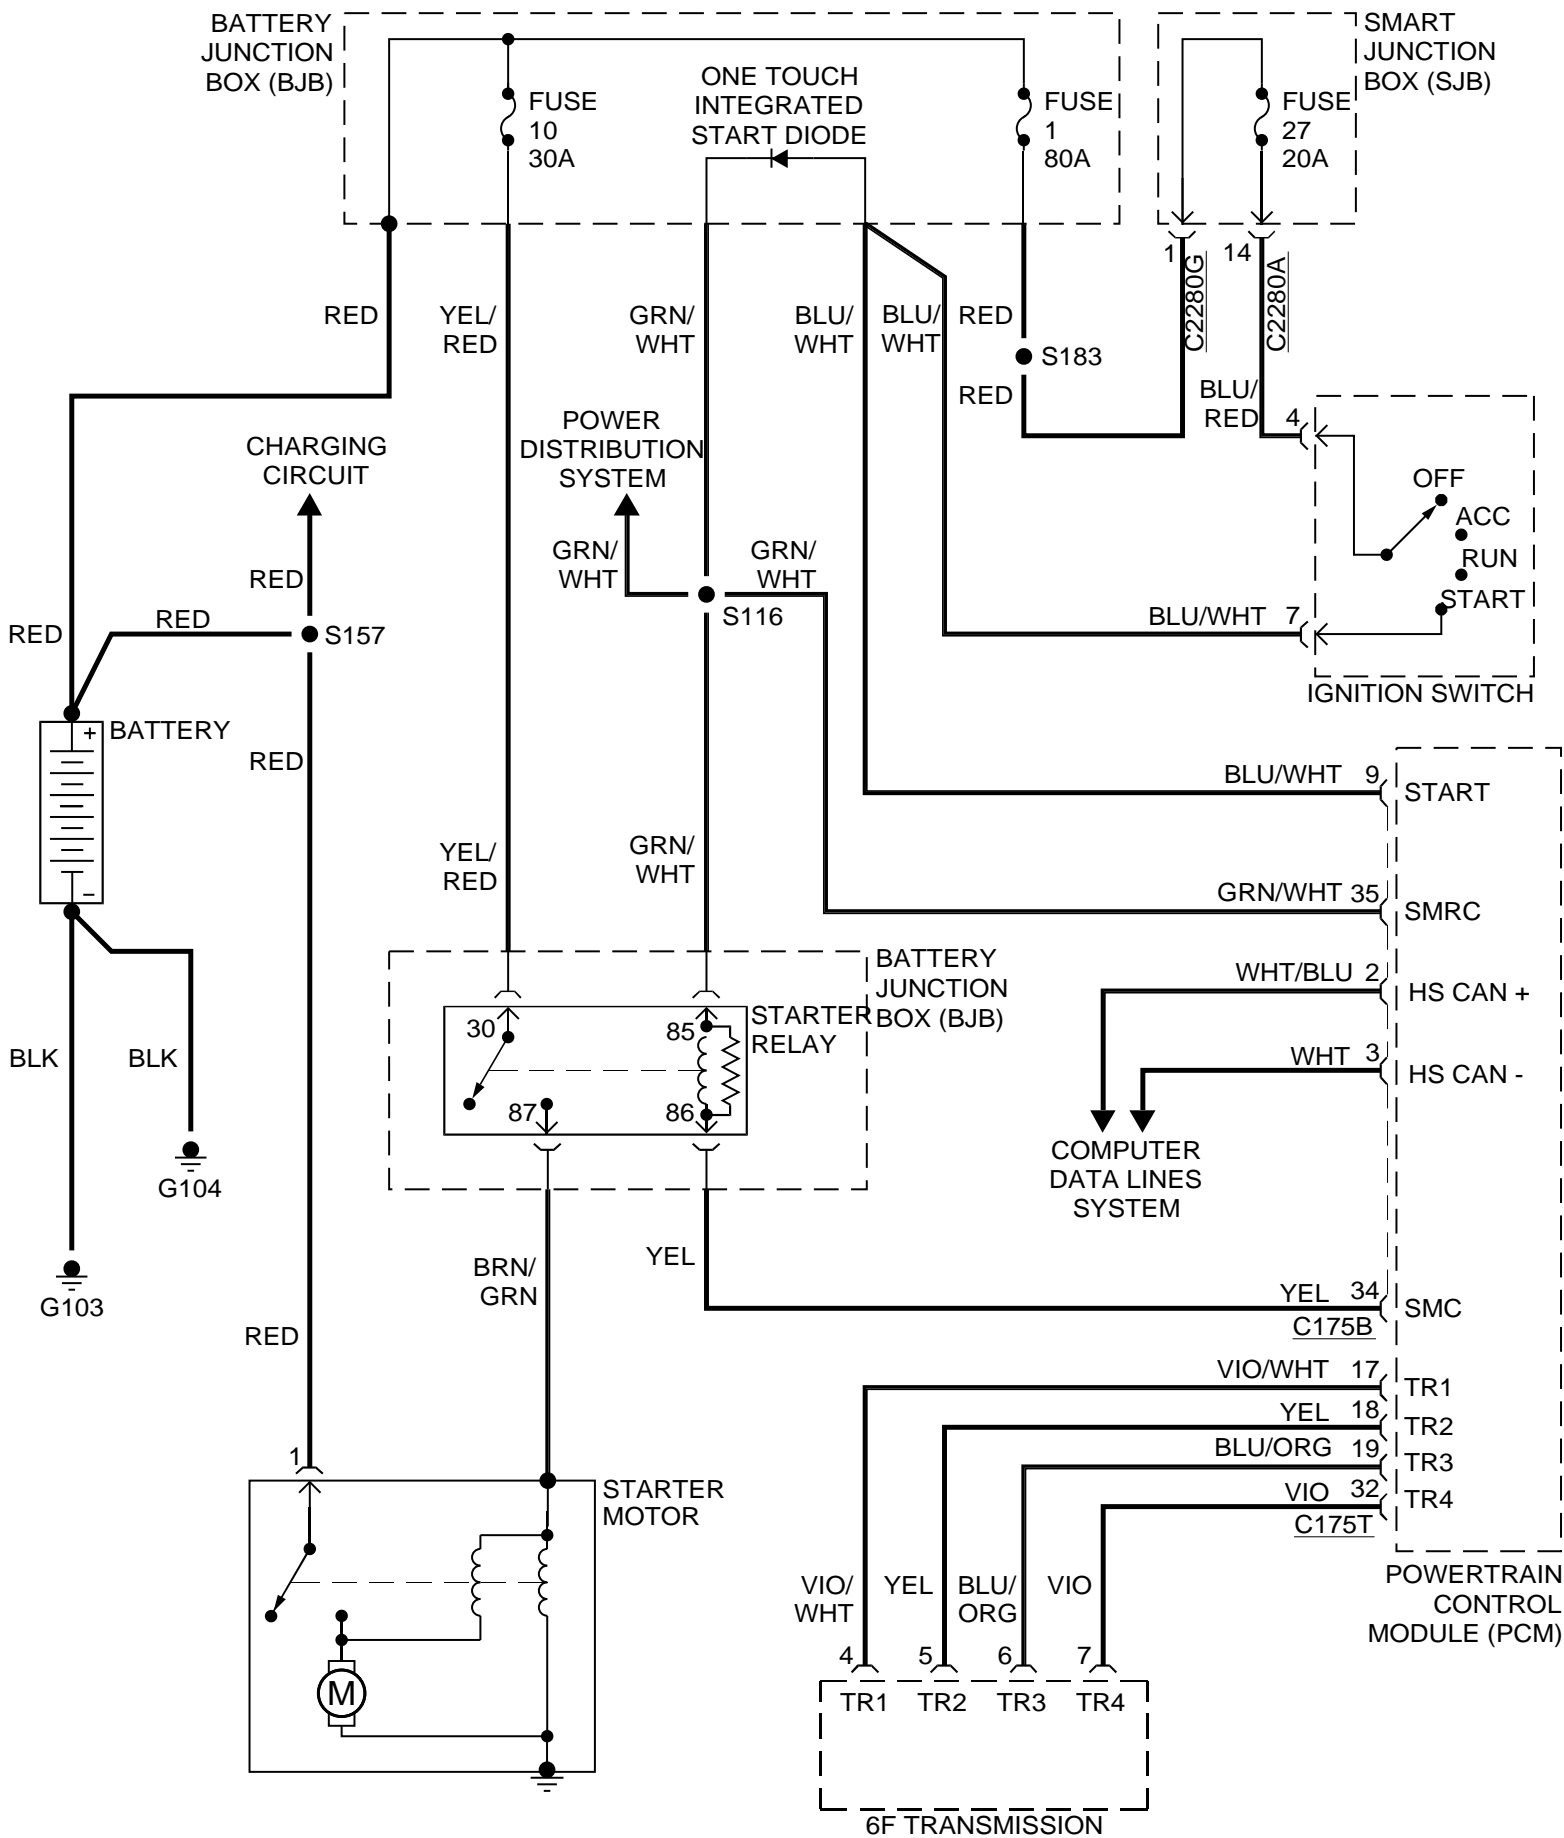 BATTERY
JUNCTION
BOX (BJB)
SMART
JUNCTION
BOX (SJB)
ONE TOUCH
INTEGRATED
START DIODE
FUSE
10
30A
FUSE
1
80A
FUSE
27
20A
1
C2280G
14
C2280A
RED
YEL/
RED
GRN/
WHT
BLU/
WHT
BLU/
WHT
RED
S183
RED
BLU/
RED
4
CHARGING
CIRCUIT
POWER
DISTRIBUTION
SYSTEM
OFF
ACC
RUN
START
GRN/
WHT
GRN/
WHT
S116
RED
RED
RED
S157
BLU/WHT 7
IGNITION SWITCH
+
BATTERY
–
RED
BLU/WHT 9
START
YEL/
RED
GRN/
WHT
GRN/WHT 35
SMRC
BATTERY
JUNCTION
BOX (BJB)
WHT/BLU 2
HS CAN +
30
85
STARTER
RELAY
87
86
WHT 3
HS CAN -
COMPUTER
DATA LINES
SYSTEM
BLK
BLK
G104
G103
BRN/
GRN
YEL
YEL 34
SMC
C175B
RED
VIO/WHT 17
TR1
YEL 18
TR2
BLU/ORG 19
TR3
VIO 32
TR4
C175T
1
STARTER
MOTOR
M
POWERTRAIN
CONTROL
MODULE (PCM)
VIO/
WHT
YEL
BLU/
ORG
VIO
4
5
6
7
TR1
TR2
TR3
TR4
6F TRANSMISSION